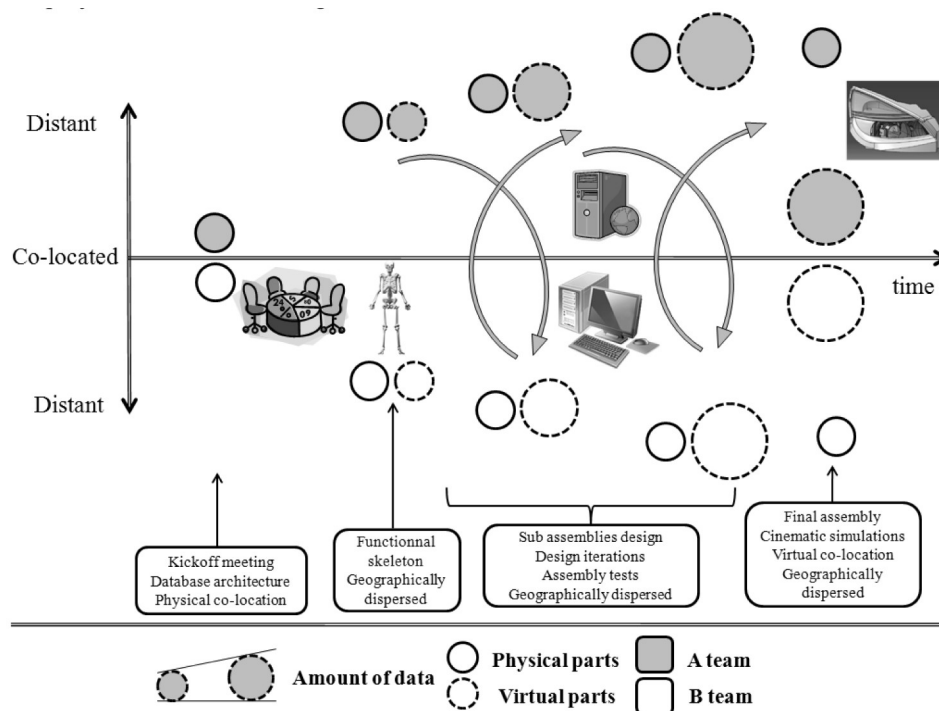 Distant
Co-located
time
Distant
Kickoff meeting
Database architecture
Physical co-location
Functionnal
skeleton
Geographically
dispersed
Sub assemblies design
Design iterations
Assembly tests
Geographically dispersed
Final assembly
Cinematic simulations
Virtual co-location
Geographically
dispersed
Amount of data
Physical parts
Virtual parts
A team
B team